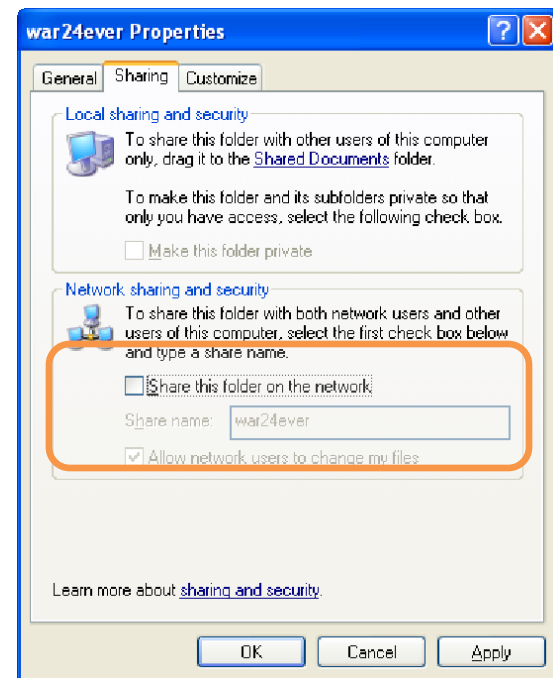 war24ever Properties
General Sharing Customize
Local sharing and security
To share this folder with other users of this computer
only, drag it to the Shared Documents folder.
To make this folder and its subfolders private so that
only you have access, select the following check box.
Make this folder private
Network sharing and security
To share this folder with both network users and other
users of this computer, select the first check box below
and type a share name.
Share this folder on the network
Share name: war24ever
Allow network users to change my files
Learn more about sharing and security.
OK Cancel Apply